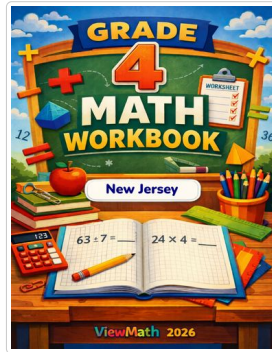 GRADE
4
WORKSHEET
MATH
WORKBOOK
12
36
New Jersey
123
63 ÷ 7 = ___
24 × 4 = ___
ViewMath 2026